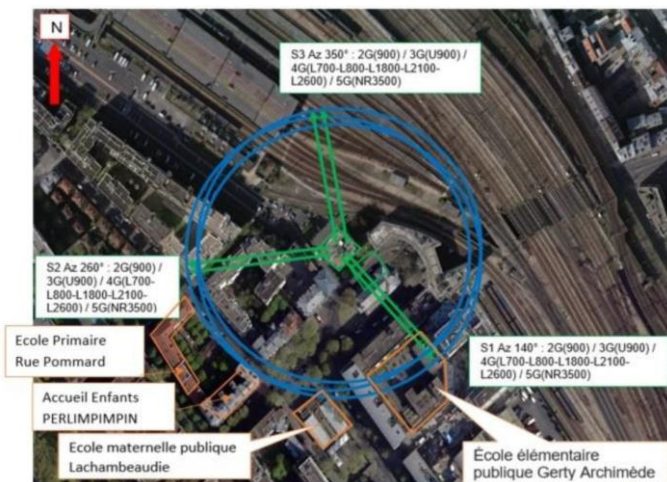 N
S3 Az 350° : 2G(900) / 3G(U900) /
4G(L700-L800-L1800-L2100-
L2600) / 5G(NR3500)
S2 Az 260° : 2G(900) /
3G(U900) / 4G(L700-
L800-L1800-L2100-
L2600) / 5G(NR3500)
S1 Az 140° : 2G(900) / 3G(U900) /
4G(L700-L800-L1800-L2100-
L2600) / 5G(NR3500)
Ecole Primaire
Rue Pommard
Accueil Enfants
PERLIMPIMPIN
Ecole maternelle publique
Lachambeaudie
École élémentaire
publique Gerty Archimède